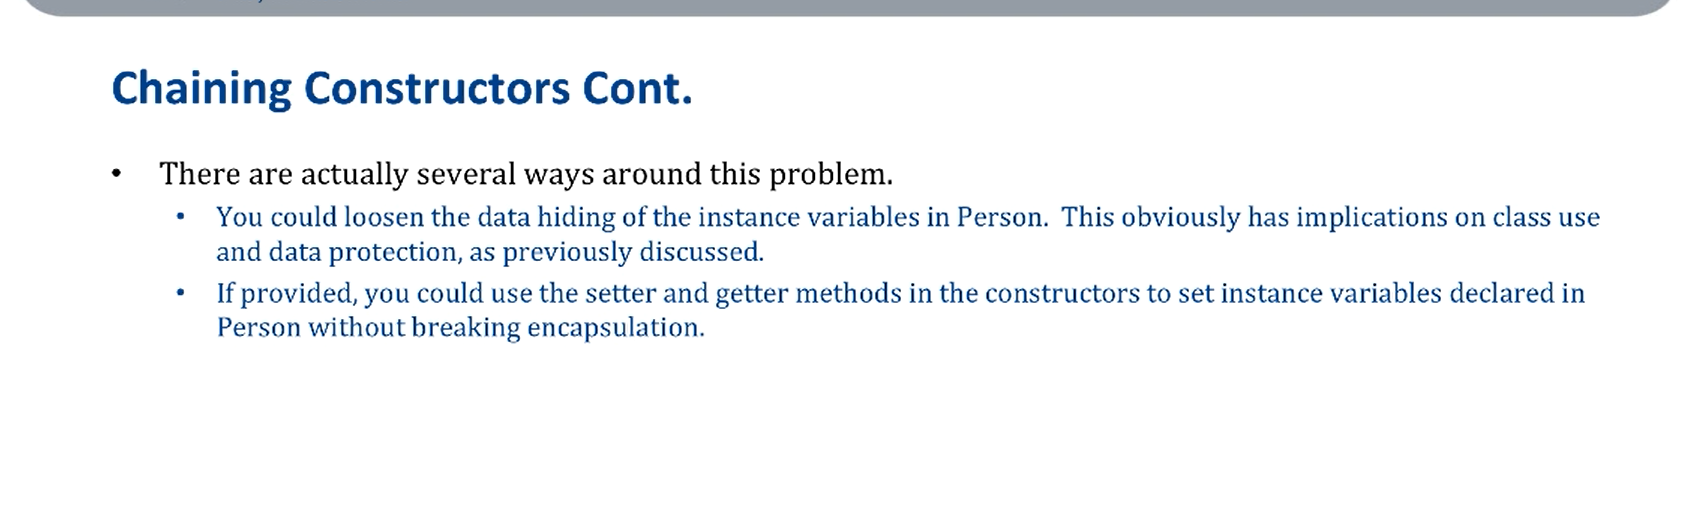 Chaining Constructors Cont.
• There are actually several ways around this problem.
• You could loosen the data hiding of the instance variables in Person.  This obviously has implications on class use
and data protection, as previously discussed.
• If provided, you could use the setter and getter methods in the constructors to set instance variables declared in
Person without breaking encapsulation.